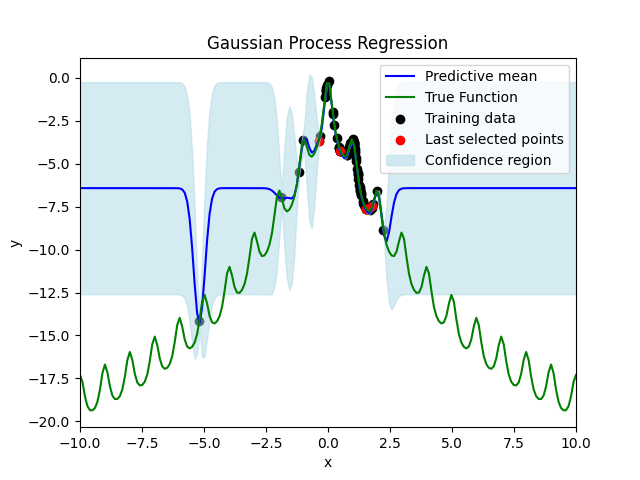 Gaussian Process Regression
Predictive mean
True Function
Training data
Last selected points
Confidence region
y
0.0
−2.5
−5.0
−7.5
−10.0
−12.5
−15.0
−17.5
−20.0
−10.0 −7.5 −5.0 −2.5 0.0 2.5 5.0 7.5 10.0
x